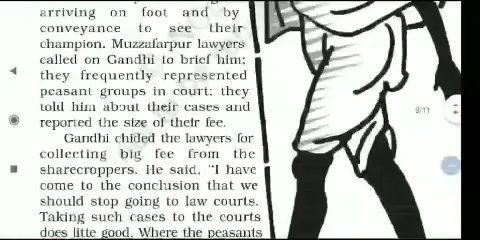 arriving on foot and by
conveyance to see their
champion. Muzzafarpur lawyers
called on Gandhi to brief him;
they frequently represented
peasant groups in court; they
told him about their cases and
reported the size of their fee.
Gandhi chided the lawyers for
collecting big fee from the
sharecroppers. He said, "I have
come to the conclusion that we
should stop going to law courts.
Taking such cases to the courts
does litte good. Where the peasants